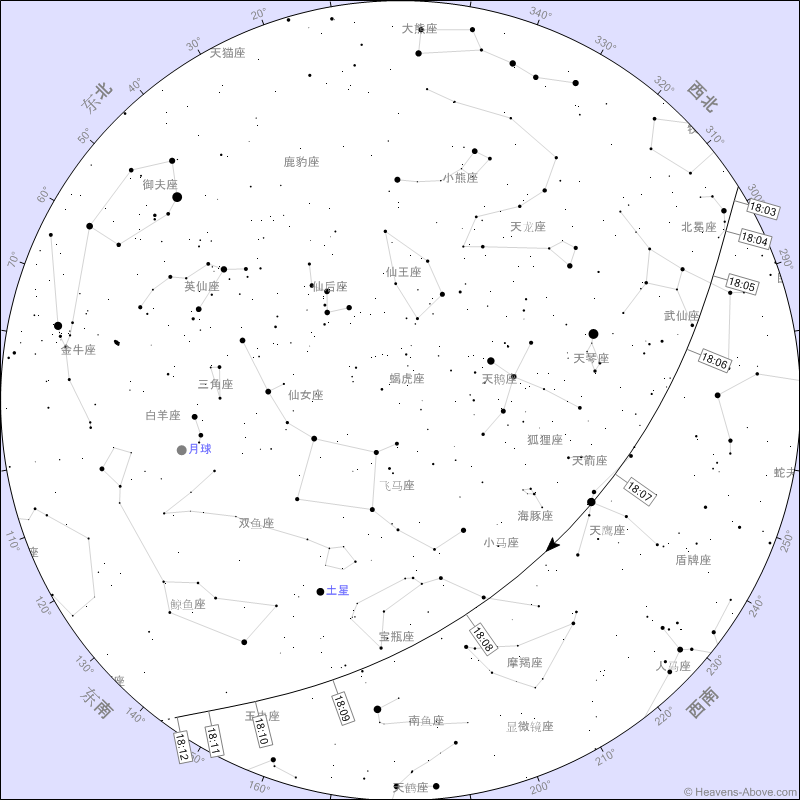 大熊座
340°
20°
天猫座
30°
330°
320°
东北
40°
西北
50°
310°
鹿豹座
御夫座
小熊座
60°
300°
18:03
天龙座
北冕座
18:04
70°
仙王座
290°
英仙座
仙后座
18:05
武仙座
金牛座
天琴座
18:06
三角座
仙女座
蝎虎座
天鹅座
白羊座
月球
狐狸座
天箭座
蛇夫
飞马座
18:07
双鱼座
海豚座
天鹰座
110°
小马座
250°
座
盾牌座
土星
鲸鱼座
120°
240°
宝瓶座
18:08
摩羯座
人马座
130°
230°
座
东南
18:09
西南
140°
220°
18:10
南鱼座
显微镜座
18:11
18:12
210°
160°
200°
天鹤座
© Heavens-Above.com